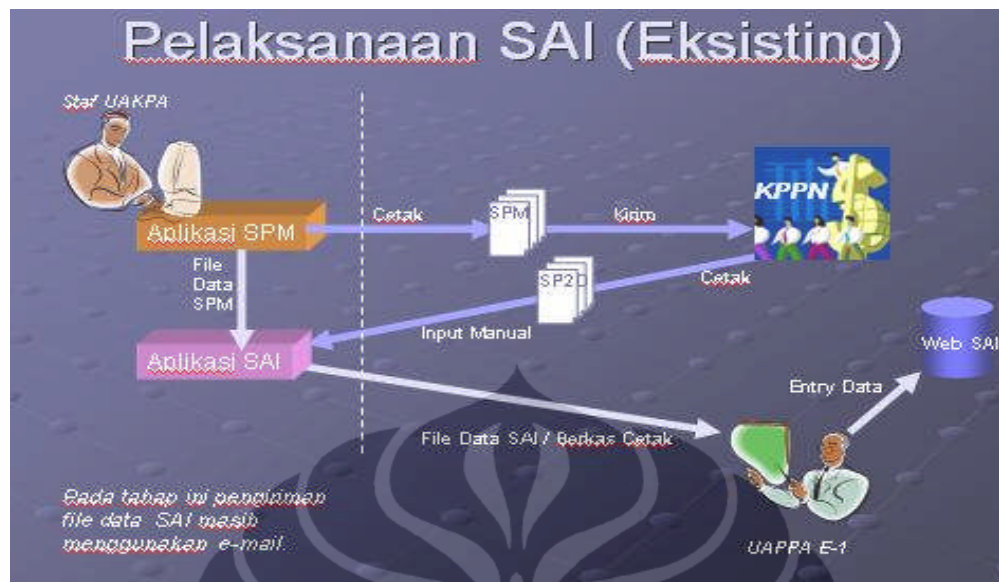 Pelaksanaan SAI (Eksisting)
Staf UAKPA
Aplikasi SPM
Cetak
SPM
Kirim
KPPN
File
Data
SPM
SP2D
Cetak
Input Manual
Aplikasi SAI
Web SAI
Entry Data
File Data SAI / Berkas Cetak
Pada tahap ini pengiriman
file data SAI masih
menggunakan e-mail.
UAPPA E-1